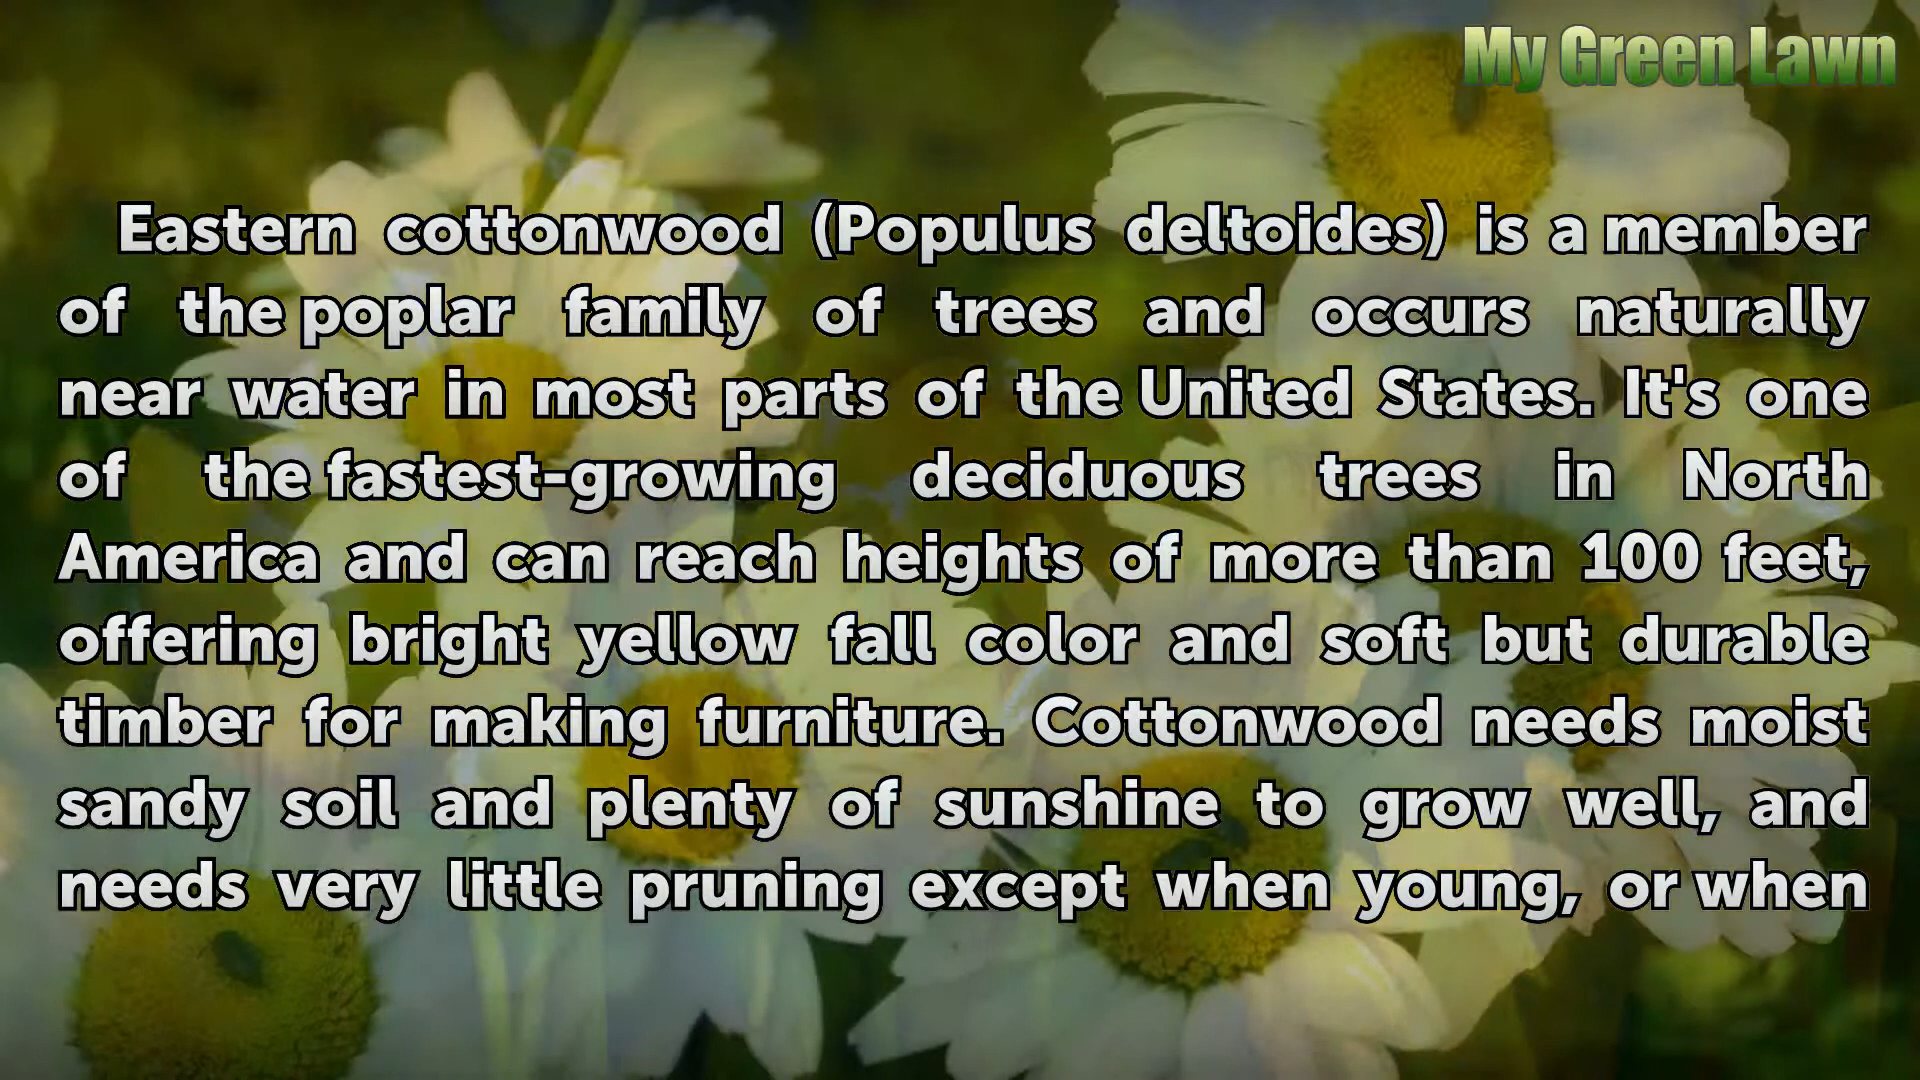 My Green Lawn
Eastern cottonwood (Populus deltoides) is a member
of the poplar family of trees and occurs naturally
near water in most parts of the United States. It's one
of the fastest-growing deciduous trees in North
America and can reach heights of more than 100 feet,
offering bright yellow fall color and soft but durable
timber for making furniture. Cottonwood needs moist
sandy soil and plenty of sunshine to grow well, and
needs very little pruning except when young, or when